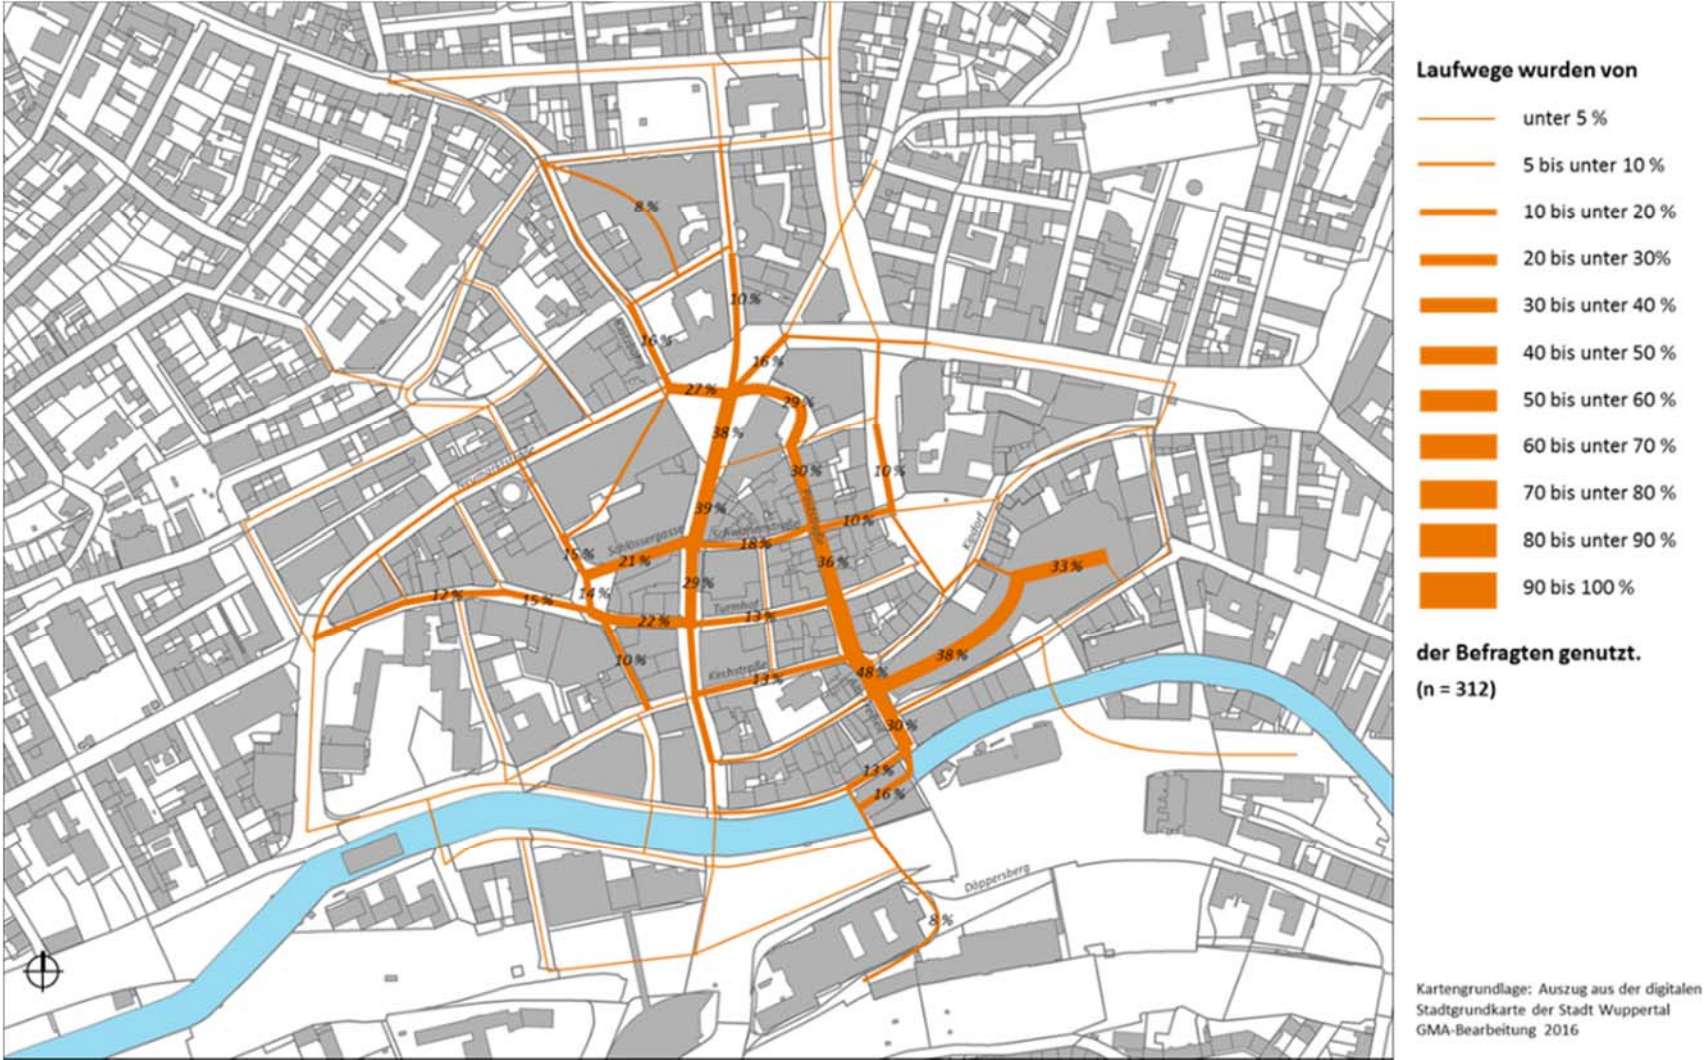 8 %
10 %
16 %
16 %
27 %
29 %
38 %
30 %
10 %
Neumarktstraße
39 %
Schwanenstraße
10 %
Schlössergasse
18 %
15 %
21 %
36 %
Kipdorf
33 %
29 %
14 %
12 %
15 %
Turmhof
13 %
22 %
10 %
38 %
Kirchstraße
13 %
48 %
30 %
13 %
16 %
Döppersberg
8 %
Laufwege wurden von
unter 5 %
5 bis unter 10 %
10 bis unter 20 %
20 bis unter 30%
30 bis unter 40 %
40 bis unter 50 %
50 bis unter 60 %
60 bis unter 70 %
70 bis unter 80 %
80 bis unter 90 %
90 bis 100 %
der Befragten genutzt.
(n = 312)
Kartengrundlage: Auszug aus der digitalen
Stadtgrundkarte der Stadt Wuppertal
GMA-Bearbeitung 2016